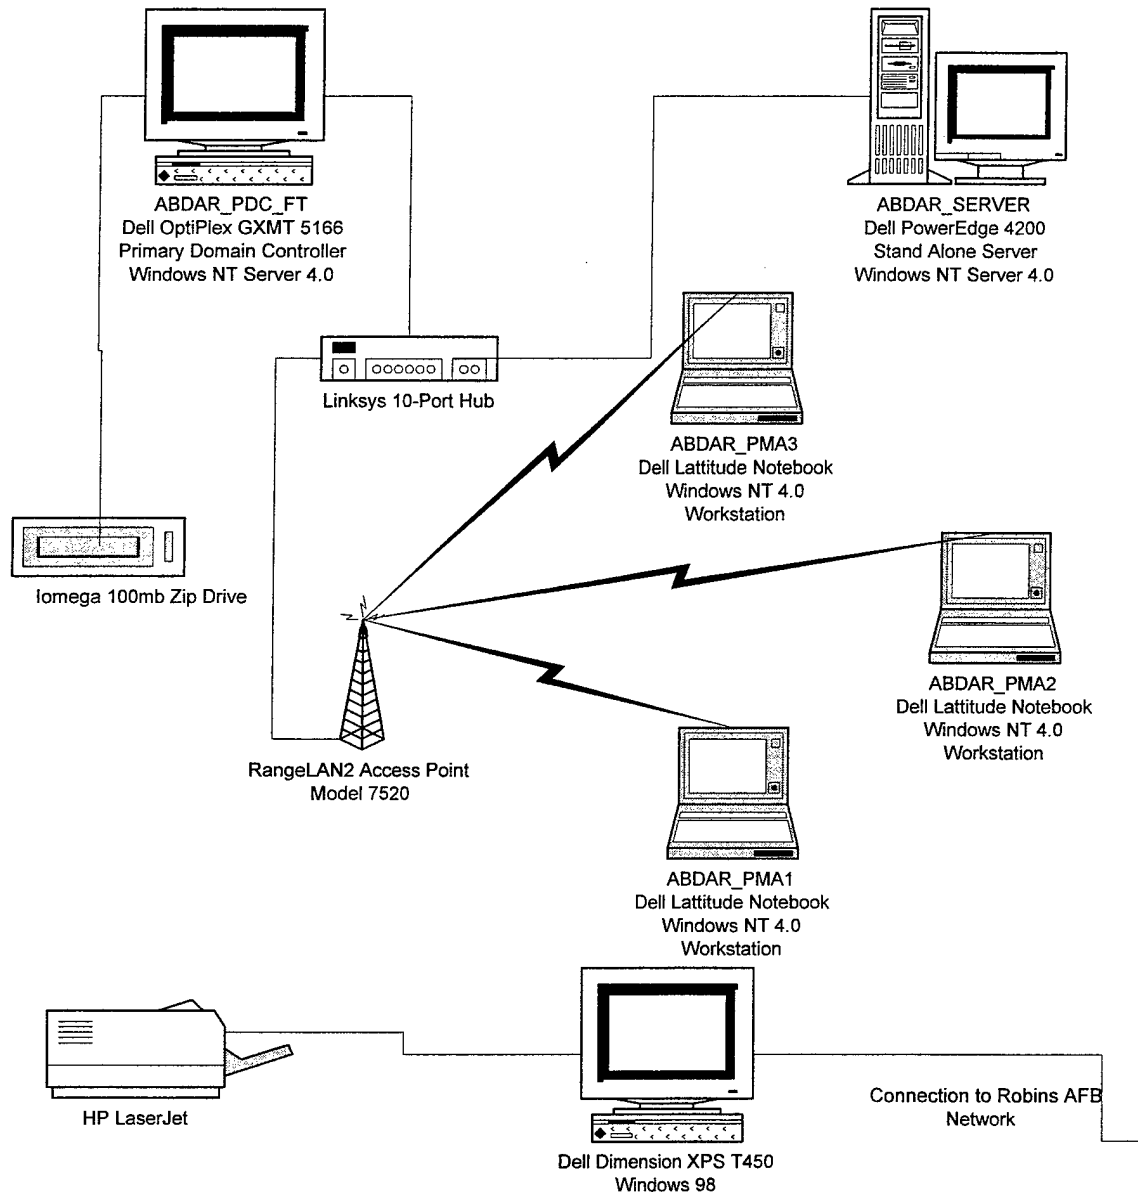 ABDAR_PDC_FT
Dell OptiPlex GXMT 5166
Primary Domain Controller
Windows NT Server 4.0
ABDAR_SERVER
Dell PowerEdge 4200
Stand Alone Server
Windows NT Server 4.0
Linksys 10-Port Hub
ABDAR_PMA3
Dell Lattitude Notebook
Windows NT 4.0
Workstation
Iomega 100mb Zip Drive
ABDAR_PMA2
Dell Lattitude Notebook
Windows NT 4.0
Workstation
RangeLAN2 Access Point
Model 7520
ABDAR_PMA1
Dell Lattitude Notebook
Windows NT 4.0
Workstation
HP LaserJet
Connection to Robins AFB
Network
Dell Dimension XPS T450
Windows 98